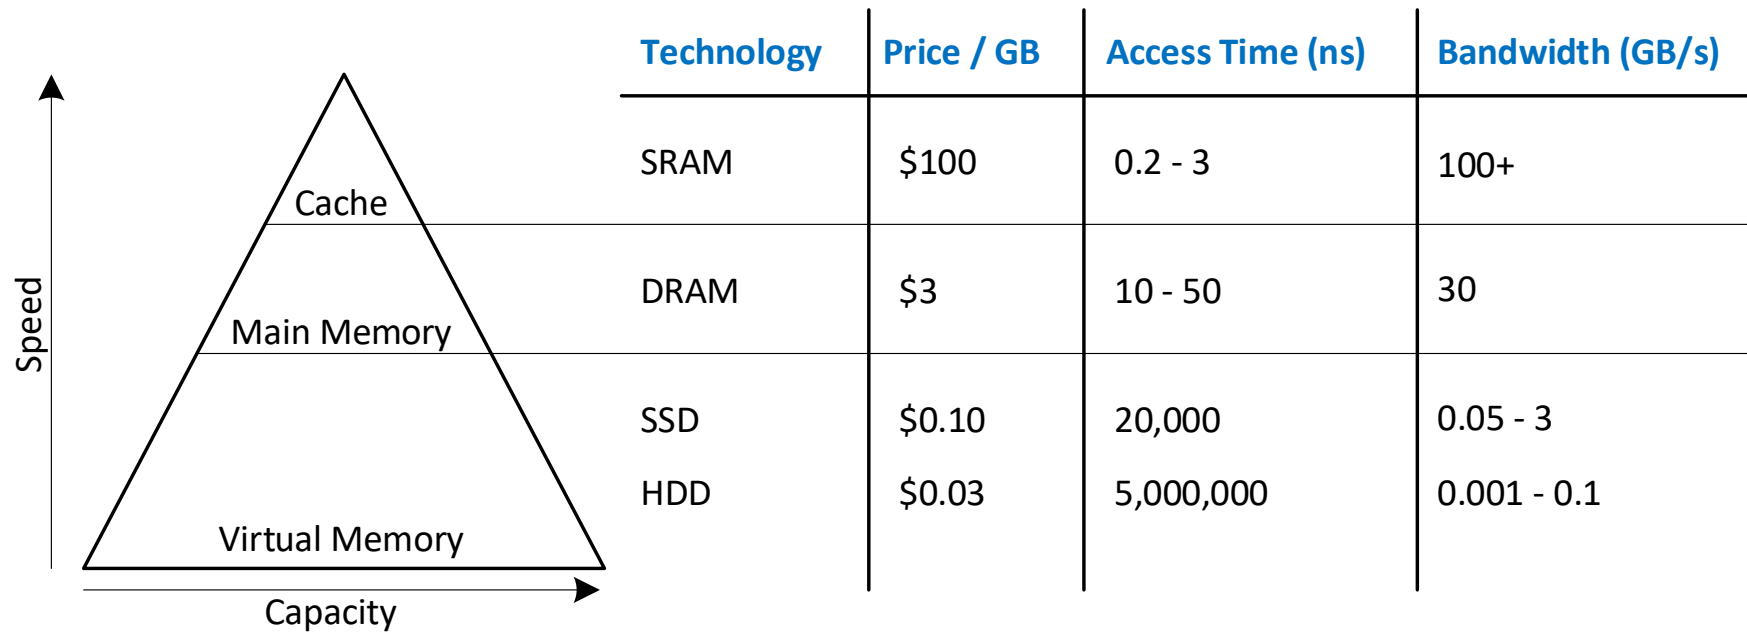 Technology Price / GB Access Time (ns) Bandwidth (GB/s)
SRAM $100 0.2 - 3 100+
Cache
DRAM $3 10 - 50 30
Main Memory
SSD $0.10 20,000 0.05 - 3
HDD $0.03 5,000,000 0.001 - 0.1
Virtual Memory
Speed
Capacity